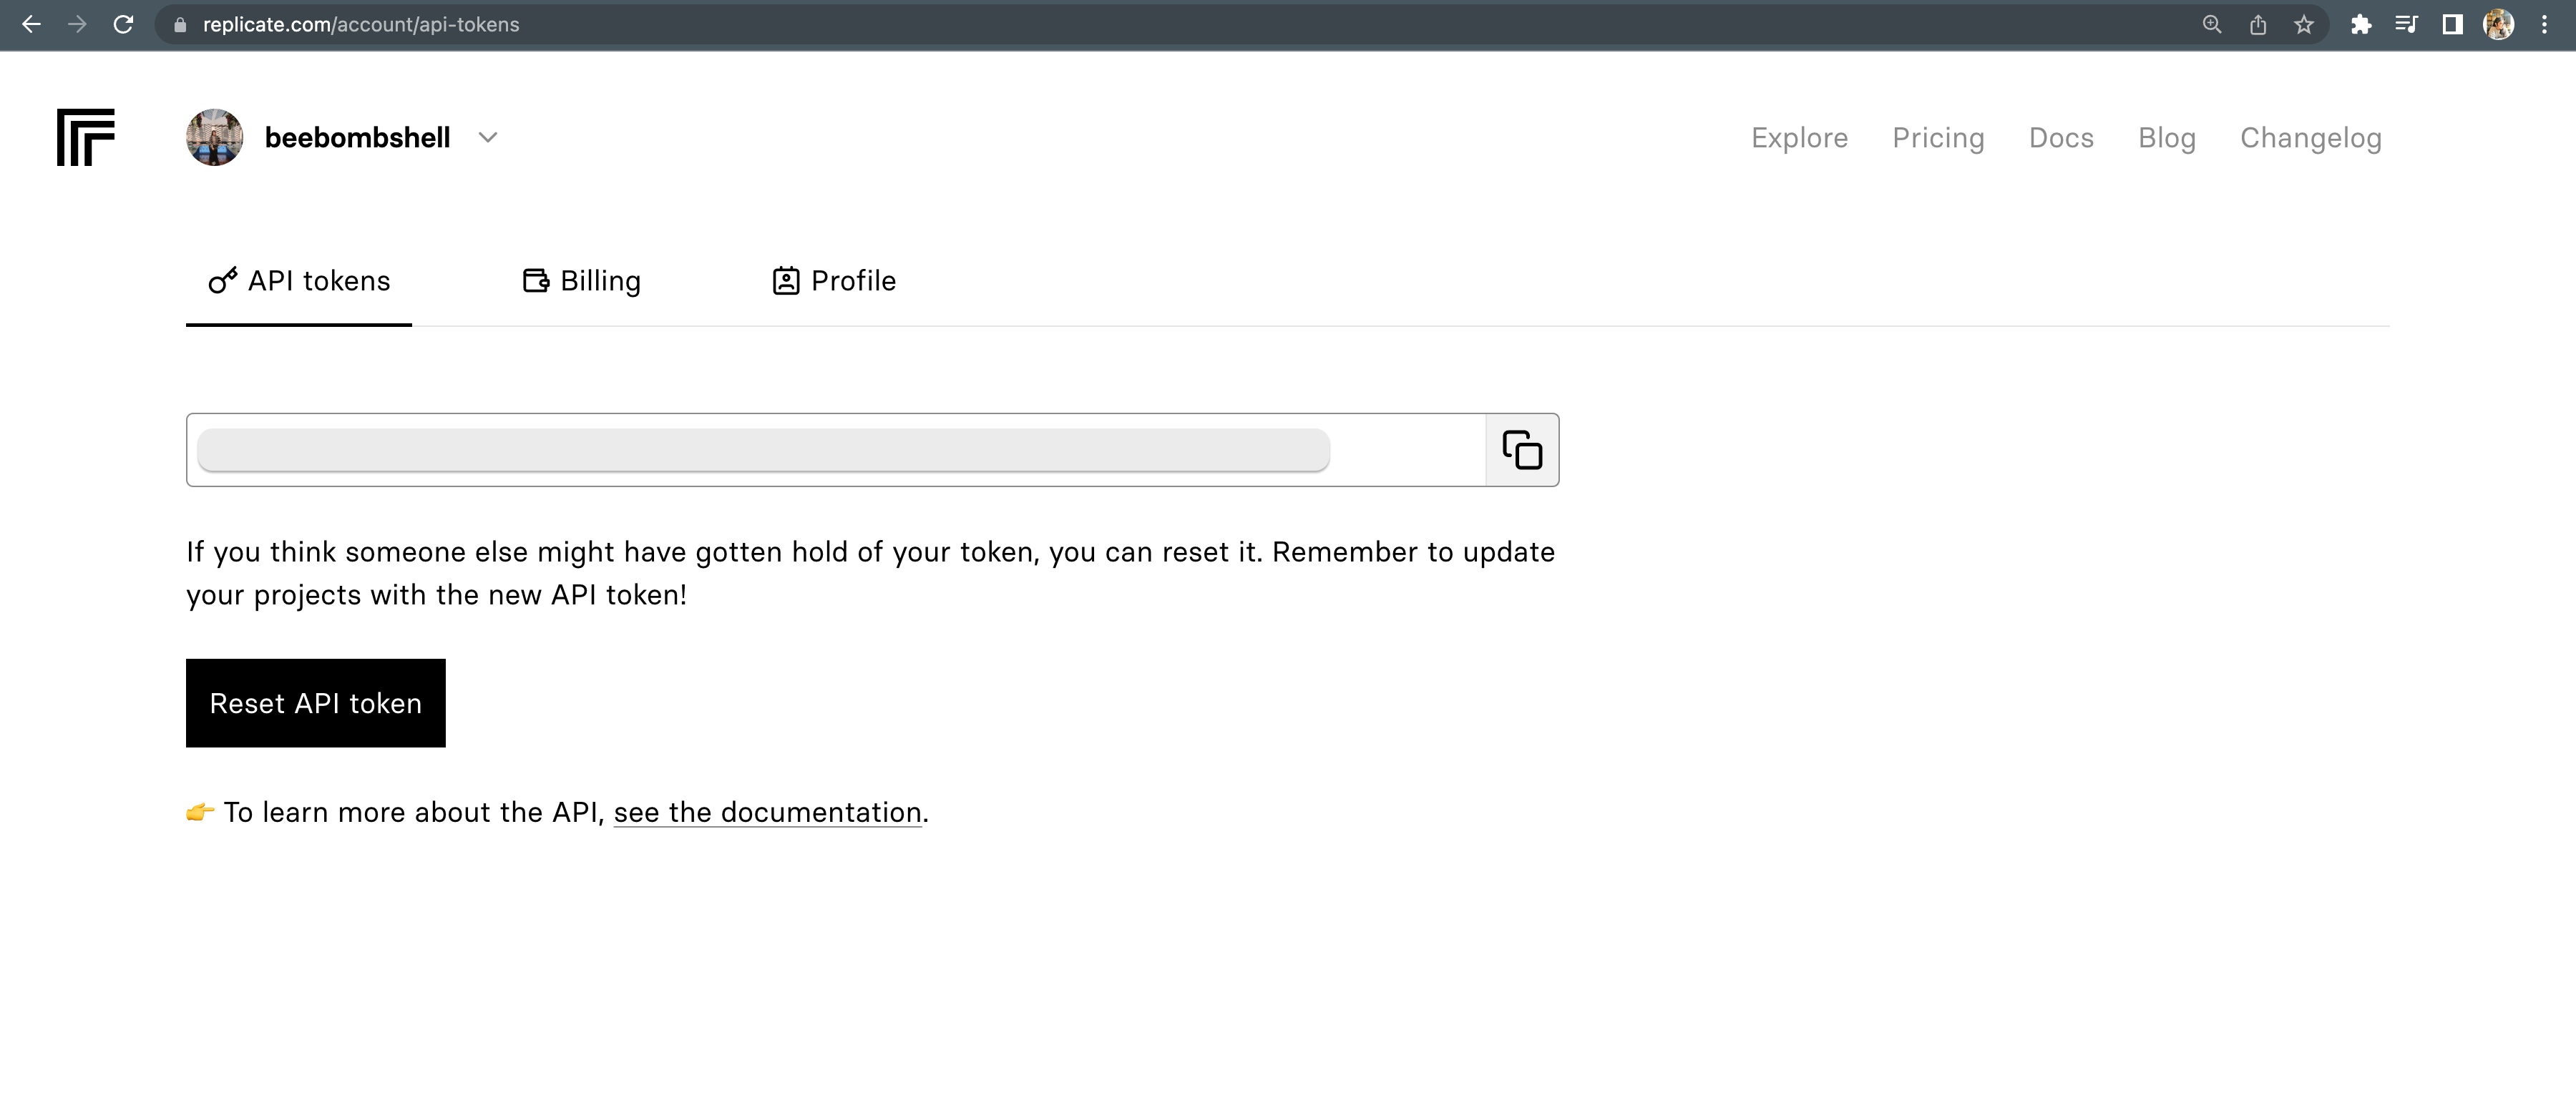 replicate.com/account/api-tokens
beebombshell
Explore Pricing Docs Blog Changelog
API tokens Billing Profile
If you think someone else might have gotten hold of your token, you can reset it. Remember to update
your projects with the new API token!
Reset API token
👉 To learn more about the API, see the documentation.